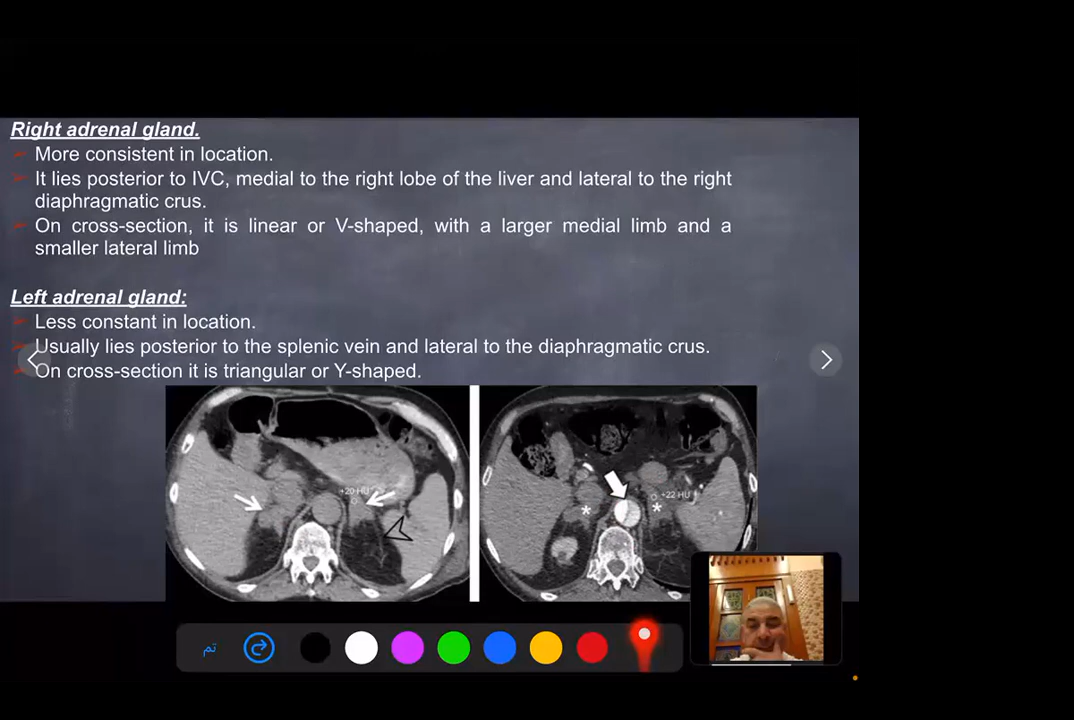 Right adrenal gland.
More consistent in location.
It lies posterior to IVC, medial to the right lobe of the liver and lateral to the right
diaphragmatic crus.
On cross-section, it is linear or V-shaped, with a larger medial limb and a
smaller lateral limb
Left adrenal gland:
Less constant in location.
Usually lies posterior to the splenic vein and lateral to the diaphragmatic crus.
On cross-section it is triangular or Y-shaped.
+20 HU
+22 HU
* *
تم